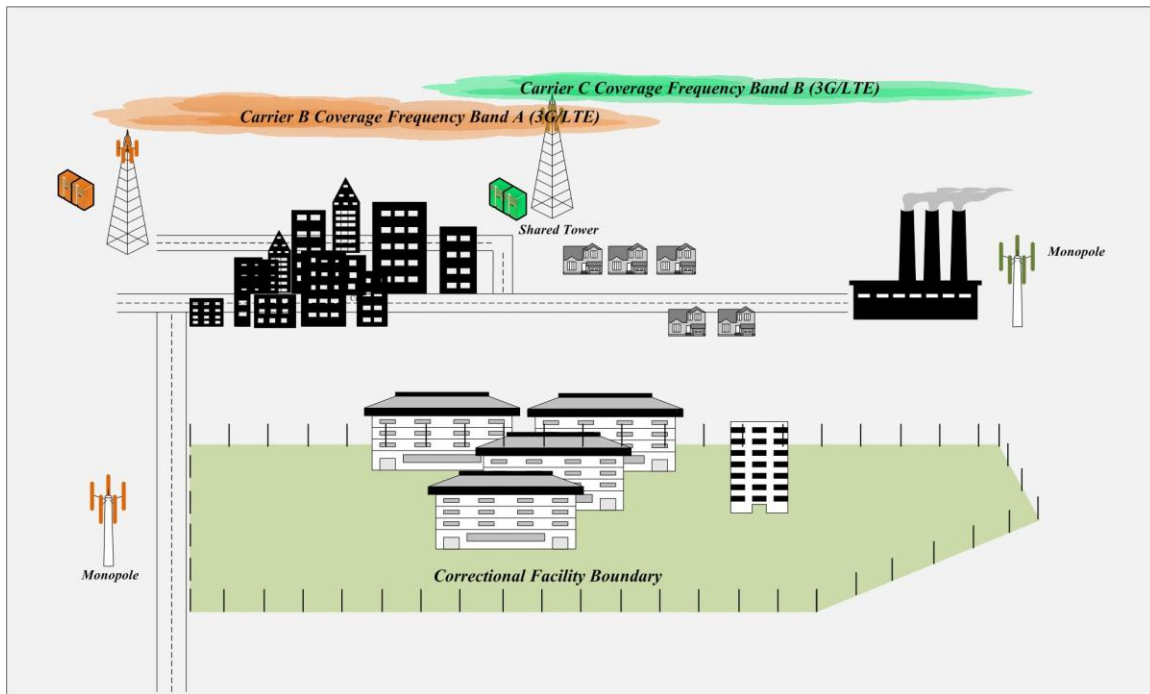 Carrier C Coverage Frequency Band B (3G/LTE)
Carrier B Coverage Frequency Band A (3G/LTE)
Shared Tower
Monopole
Monopole
Correctional Facility Boundary